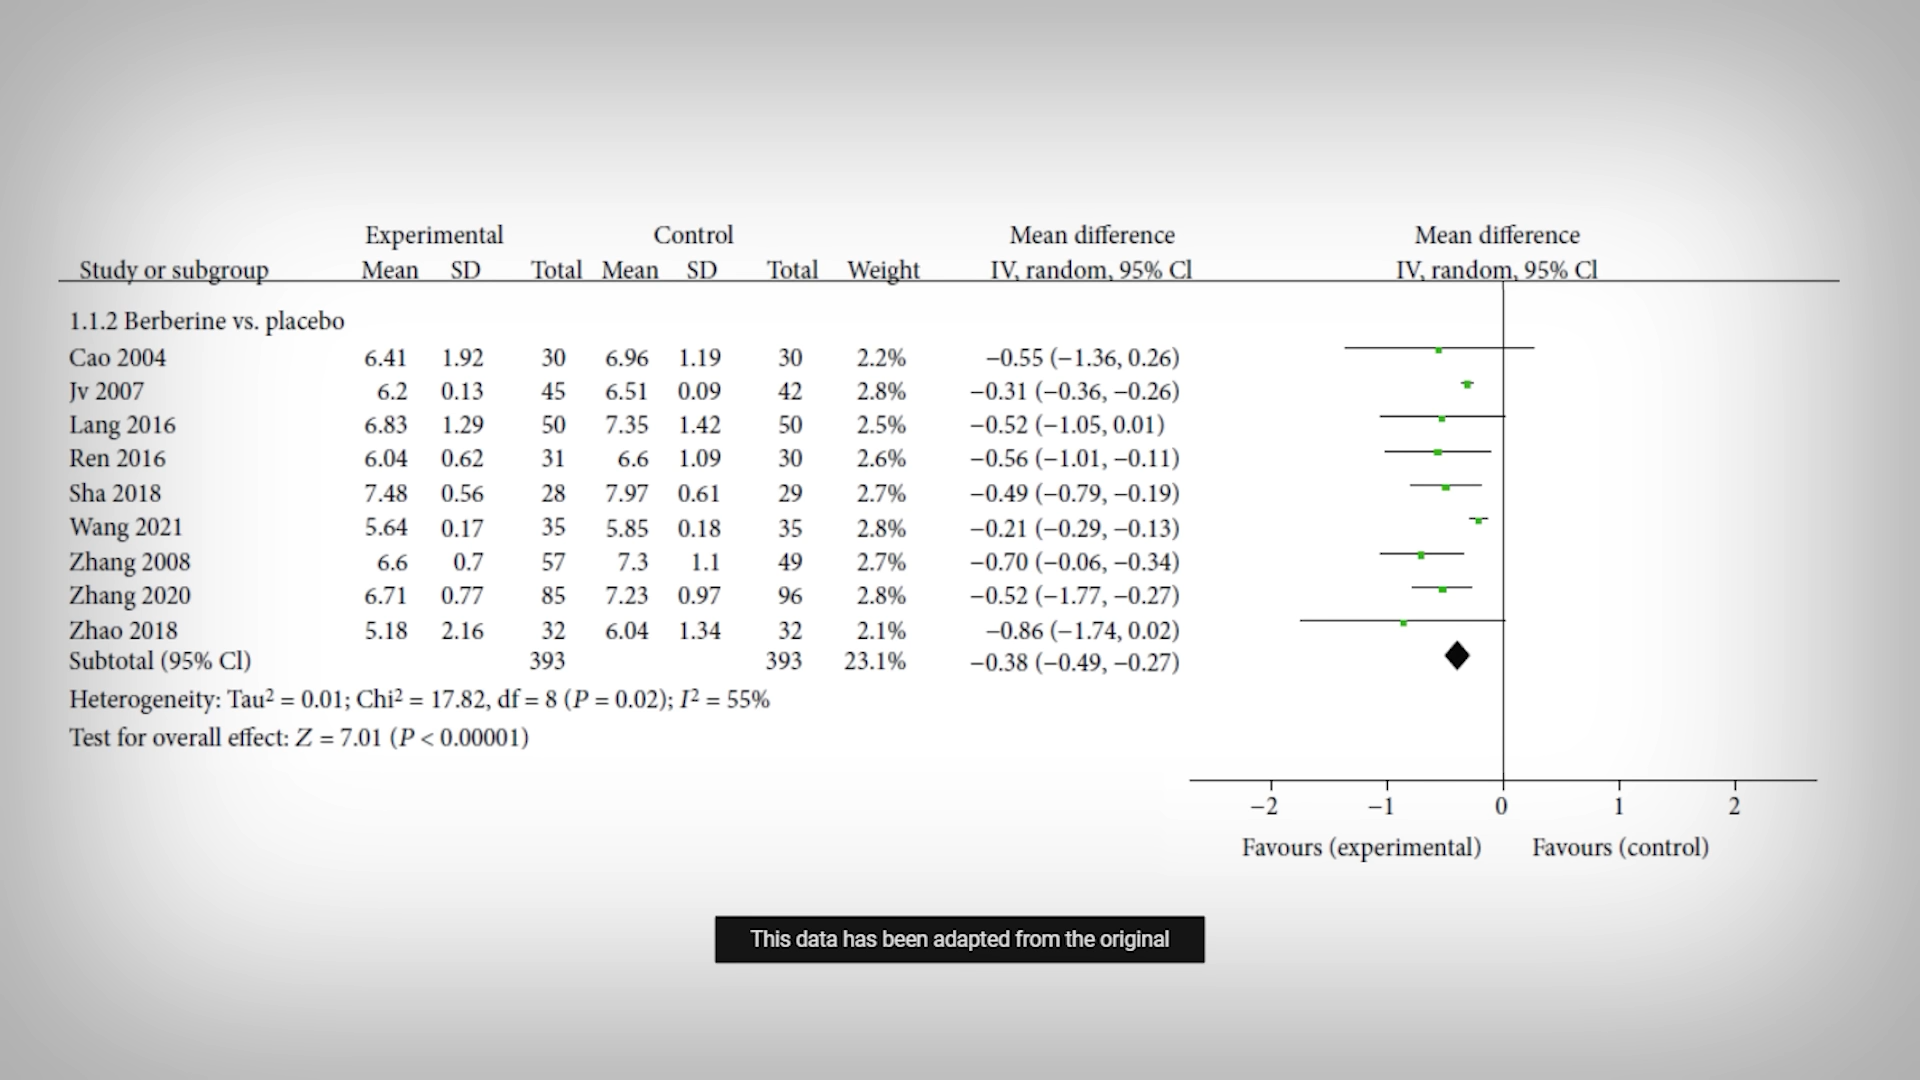 Experimental Control Mean difference Mean difference
Study or subgroup Mean SD Total Mean SD Total Weight IV, random, 95% Cl IV, random, 95% Cl
1.1.2 Berberine vs. placebo
Cao 2004 6.41 1.92 30 6.96 1.19 30 2.2% −0.55 (−1.36, 0.26)
Jv 2007 6.2 0.13 45 6.51 0.09 42 2.8% −0.31 (−0.36, −0.26)
Lang 2016 6.83 1.29 50 7.35 1.42 50 2.5% −0.52 (−1.05, 0.01)
Ren 2016 6.04 0.62 31 6.6 1.09 30 2.6% −0.56 (−1.01, −0.11)
Sha 2018 7.48 0.56 28 7.97 0.61 29 2.7% −0.49 (−0.79, −0.19)
Wang 2021 5.64 0.17 35 5.85 0.18 35 2.8% −0.21 (−0.29, −0.13)
Zhang 2008 6.6 0.7 57 7.3 1.1 49 2.7% −0.70 (−0.06, −0.34)
Zhang 2020 6.71 0.77 85 7.23 0.97 96 2.8% −0.52 (−1.77, −0.27)
Zhao 2018 5.18 2.16 32 6.04 1.34 32 2.1% −0.86 (−1.74, 0.02)
Subtotal (95% Cl) 393 393 23.1% −0.38 (−0.49, −0.27)
Heterogeneity: Tau² = 0.01; Chi² = 17.82, df = 8 (P = 0.02); I² = 55%
Test for overall effect: Z = 7.01 (P < 0.00001)
−2 −1 0 1 2
Favours (experimental) Favours (control)
This data has been adapted from the original